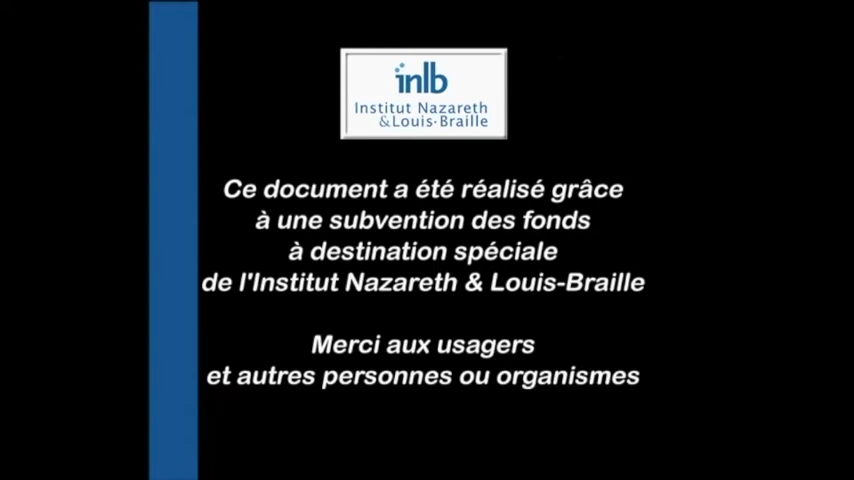 inlb
Institut Nazareth
&Louis-Braille
Ce document a été réalisé grâce
à une subvention des fonds
à destination spéciale
de l'Institut Nazareth & Louis-Braille
Merci aux usagers
et autres personnes ou organismes